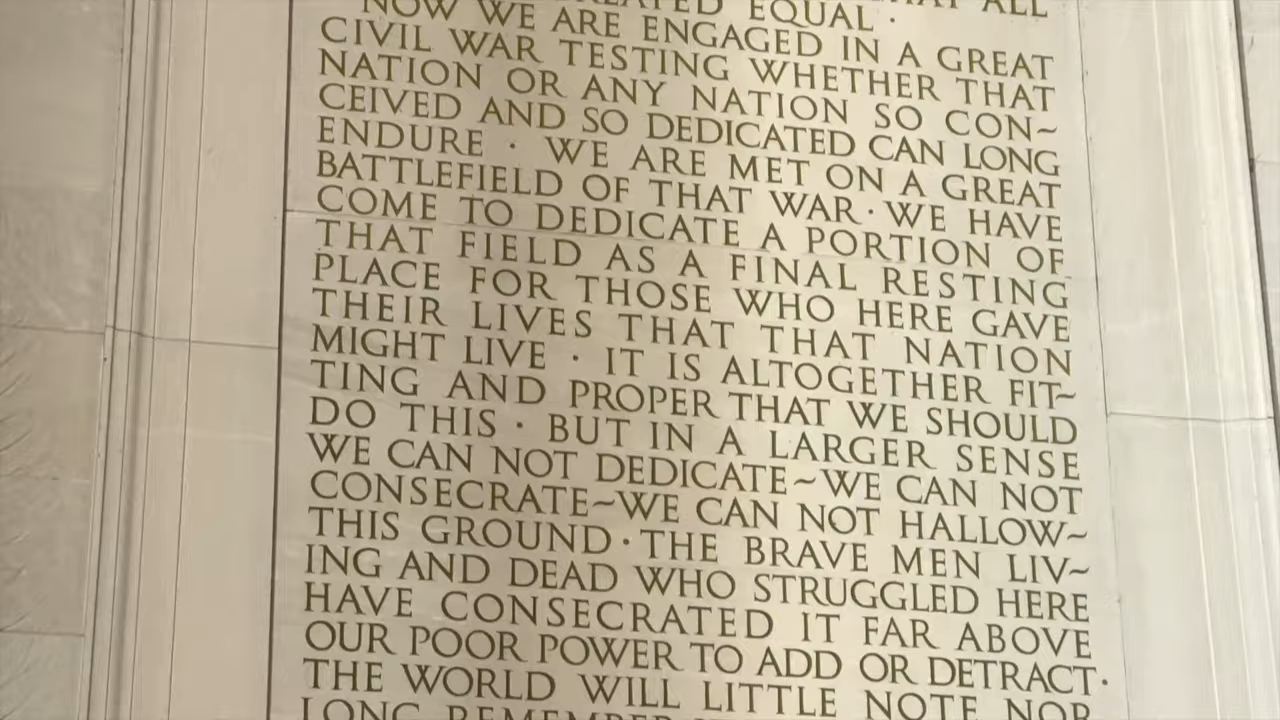 CREATED EQUAL · THAT ALL
NOW WE ARE ENGAGED IN A GREAT
CIVIL WAR TESTING WHETHER THAT
NATION OR ANY NATION SO CON~
CEIVED AND SO DEDICATED CAN LONG
ENDURE · WE ARE MET ON A GREAT
BATTLEFIELD OF THAT WAR · WE HAVE
COME TO DEDICATE A PORTION OF
THAT FIELD AS A FINAL RESTING
PLACE FOR THOSE WHO HERE GAVE
THEIR LIVES THAT THAT NATION
MIGHT LIVE · IT IS ALTOGETHER FIT~
TING AND PROPER THAT WE SHOULD
DO THIS · BUT IN A LARGER SENSE
WE CAN NOT DEDICATE~WE CAN NOT
CONSECRATE~WE CAN NOT HALLOW~
THIS GROUND · THE BRAVE MEN LIV~
ING AND DEAD WHO STRUGGLED HERE
HAVE CONSECRATED IT FAR ABOVE
OUR POOR POWER TO ADD OR DETRACT ·
THE WORLD WILL LITTLE NOTE NOR
LONG REMEMBER